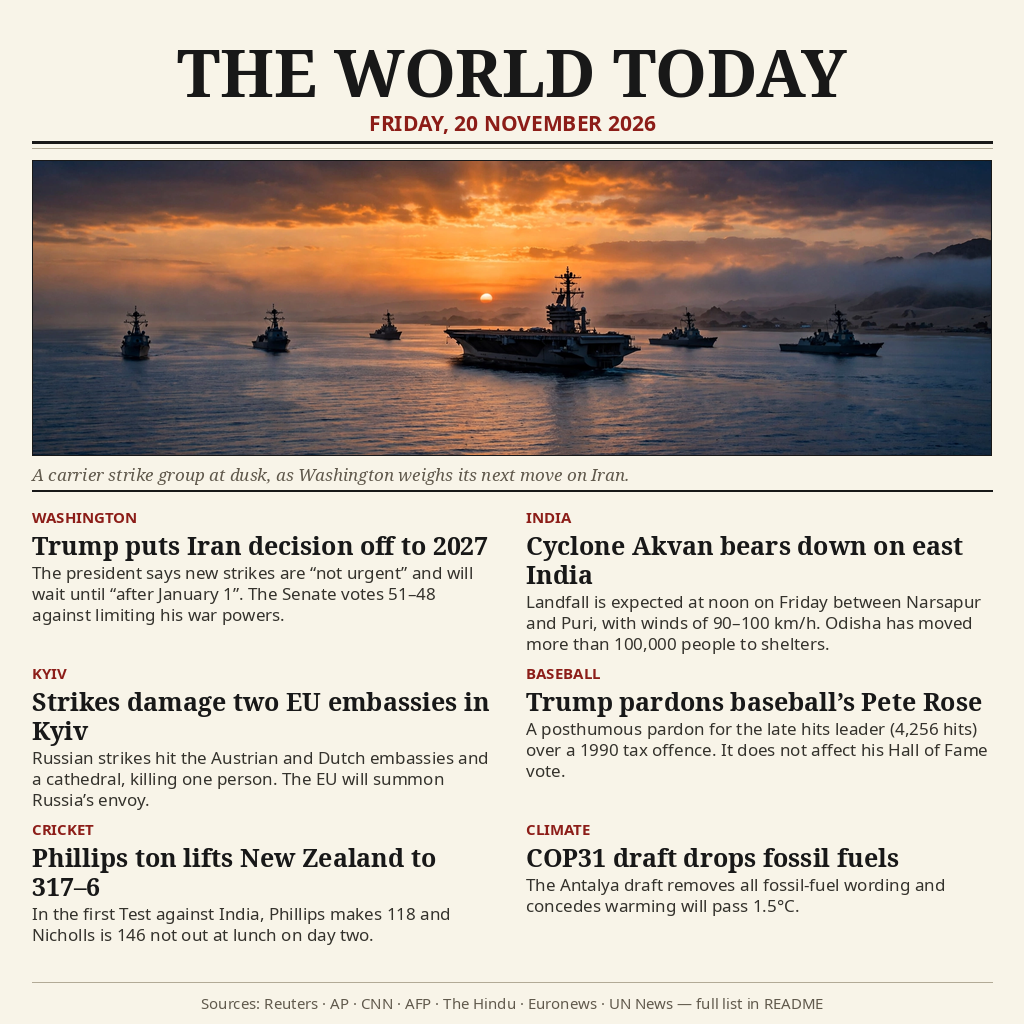 THE WORLD TODAY
FRIDAY, 20 NOVEMBER 2026
A carrier strike group at dusk, as Washington weighs its next move on Iran.
WASHINGTON
Trump puts Iran decision off to 2027
The president says new strikes are “not urgent” and will
wait until “after January 1”. The Senate votes 51–48
against limiting his war powers.
INDIA
Cyclone Akvan bears down on east
India
Landfall is expected at noon on Friday between Narsapur
and Puri, with winds of 90–100 km/h. Odisha has moved
more than 100,000 people to shelters.
KYIV
Strikes damage two EU embassies in
Kyiv
Russian strikes hit the Austrian and Dutch embassies and
a cathedral, killing one person. The EU will summon
Russia’s envoy.
BASEBALL
Trump pardons baseball’s Pete Rose
A posthumous pardon for the late hits leader (4,256 hits)
over a 1990 tax offence. It does not affect his Hall of Fame
vote.
CRICKET
Phillips ton lifts New Zealand to
317–6
In the first Test against India, Phillips makes 118 and
Nicholls is 146 not out at lunch on day two.
CLIMATE
COP31 draft drops fossil fuels
The Antalya draft removes all fossil-fuel wording and
concedes warming will pass 1.5°C.
Sources: Reuters · AP · CNN · AFP · The Hindu · Euronews · UN News — full list in README